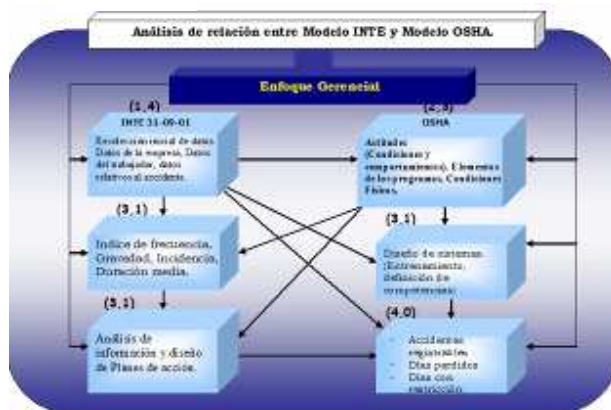 Análisis de relación entre Modelo INTE y Modelo OSHA.
Enfoque Gerencial
(1,4)
INTE 31-09-01
Recolección inicial de datos.
Datos de la empresa, Datos
del trabajador, datos
relativos al accidente.
(2,3)
OSHA
Actitudes
(Condiciones y
comportamientos), Elementos
de los programas, Condiciones
Físicas.
(3,1)
Indice de frecuencia,
Gravedad, Incidencia,
Duración media.
(3,1)
Diseño de sistemas
(Entrenamiento,
definición de
competencias)
(3,1)
Análisis de
información y diseño
de Planes de acción.
(4,0)
- Accidentes
registrables
- Días perdidos
- Días con
restricción